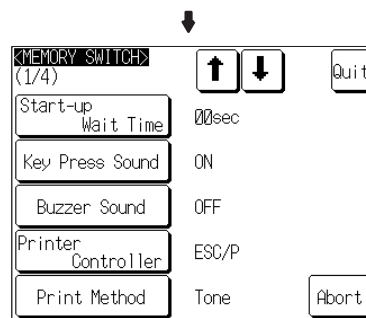 <MEMORY SWITCH>
(1/4)
Quit
Start-up
Wait Time
00sec
Key Press Sound
ON
Buzzer Sound
OFF
Printer
Controller
ESC/P
Print Method
Tone
Abort